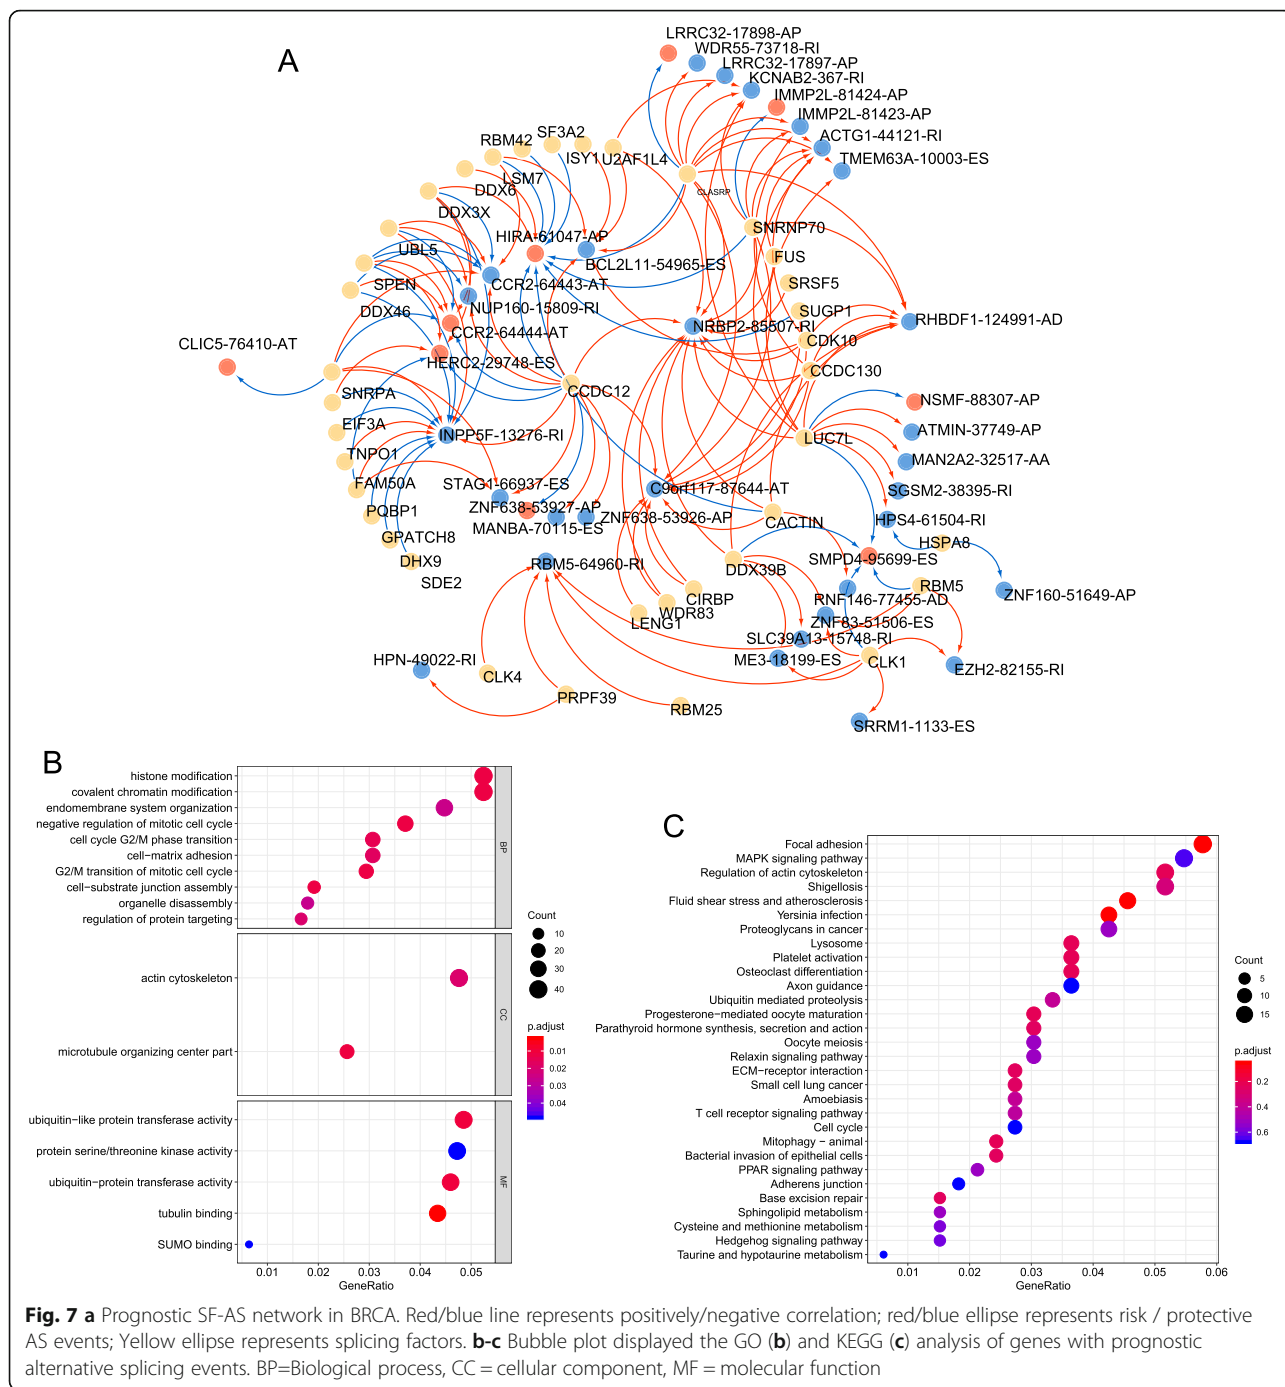 A
LRRC32-17898-AP
WDR55-73718-RI
LRRC32-17897-AP
KCNAB2-367-RI
IMMP2L-81424-AP
IMMP2L-81423-AP
ACTG1-44121-RI
TMEM63A-10003-ES
SF3A2
RBM42
ISY1
U2AF1L4
LSM7
DDX6
CLASRP
DDX3X
SNRNP70
HIRA-61047-AP
UBL5
FUS
BCL2L11-54965-ES
SPEN
CCR2-64443-AT
SRSF5
NUP160-15809-RI
DDX46
SUGP1
RHBDF1-124991-AD
NRBP2-85507-RI
CCR2-64444-AT
CLIC5-76410-AT
CDK10
HERC2-29748-ES
CCDC130
SNRPA
CCDC12
NSMF-88307-AP
EIF3A
INPP5F-13276-RI
LUC7L
ATMIN-37749-AP
TNPO1
MAN2A2-32517-AA
FAM50A
STAG1-66937-ES
C9orf117-87644-AT
SGSM2-38395-RI
PQBP1
ZNF638-53927-AP
MANBA-70115-ES
ZNF638-53926-AP
CACTIN
HPS4-61504-RI
GPATCH8
HSPA8
DHX9
RBM5-64960-RI
DDX39B
SMPD4-95699-ES
SDE2
RBM5
ZNF160-51649-AP
CIRBP
RNF146-77455-AD
WDR83
ZNF83-51506-ES
LENG1
SLC39A13-15748-RI
HPN-49022-RI
ME3-18199-ES
CLK1
EZH2-82155-RI
CLK4
PRPF39
RBM25
SRRM1-1133-ES
B
histone modification
covalent chromatin modification
endomembrane system organization
negative regulation of mitotic cell cycle
cell cycle G2/M phase transition
cell−matrix adhesion
G2/M transition of mitotic cell cycle
cell−substrate junction assembly
organelle disassembly
regulation of protein targeting
BP
actin cytoskeleton
microtubule organizing center part
CC
ubiquitin−like protein transferase activity
protein serine/threonine kinase activity
ubiquitin−protein transferase activity
tubulin binding
SUMO binding
MF
0.01 0.02 0.03 0.04 0.05
GeneRatio
Count
10
20
30
40
p.adjust
0.01
0.02
0.03
0.04
C
Focal adhesion
MAPK signaling pathway
Regulation of actin cytoskeleton
Shigellosis
Fluid shear stress and atherosclerosis
Yersinia infection
Proteoglycans in cancer
Lysosome
Platelet activation
Osteoclast differentiation
Axon guidance
Ubiquitin mediated proteolysis
Progesterone−mediated oocyte maturation
Parathyroid hormone synthesis, secretion and action
Oocyte meiosis
Relaxin signaling pathway
ECM−receptor interaction
Small cell lung cancer
Amoebiasis
T cell receptor signaling pathway
Cell cycle
Mitophagy − animal
Bacterial invasion of epithelial cells
PPAR signaling pathway
Adherens junction
Base excision repair
Sphingolipid metabolism
Cysteine and methionine metabolism
Hedgehog signaling pathway
Taurine and hypotaurine metabolism
0.01 0.02 0.03 0.04 0.05 0.06
GeneRatio
Count
5
10
15
p.adjust
0.2
0.4
0.6
Fig. 7 a Prognostic SF-AS network in BRCA. Red/blue line represents positively/negative correlation; red/blue ellipse represents risk / protective
AS events; Yellow ellipse represents splicing factors. b-c Bubble plot displayed the GO (b) and KEGG (c) analysis of genes with prognostic
alternative splicing events. BP=Biological process, CC = cellular component, MF = molecular function